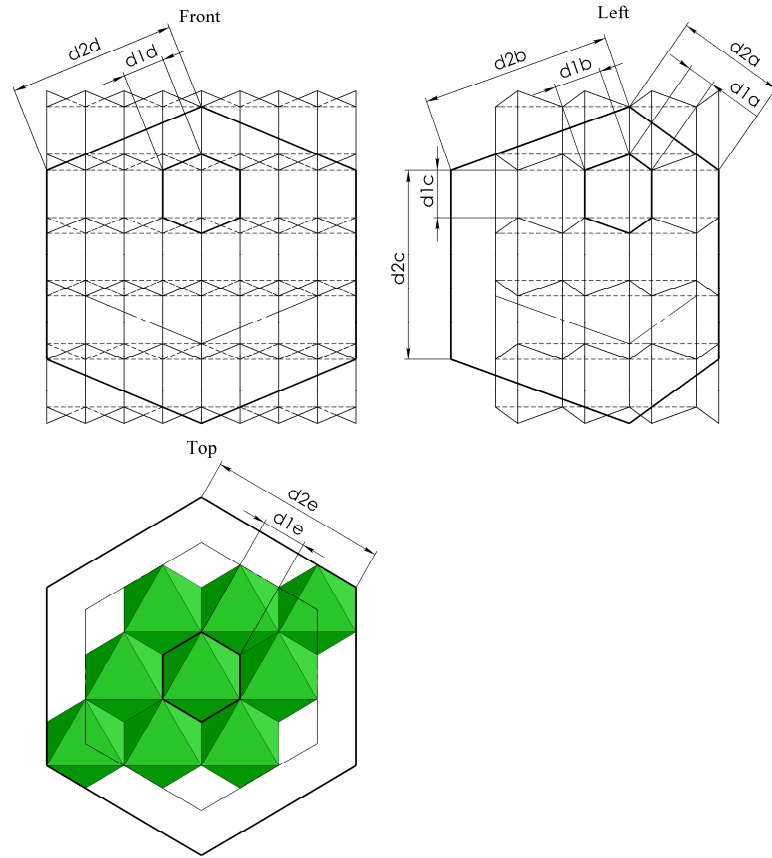 Front
d2d
d1d
Left
d2b
d1b
d2a
d1a
d1c
d2c
Top
d2e
d1e